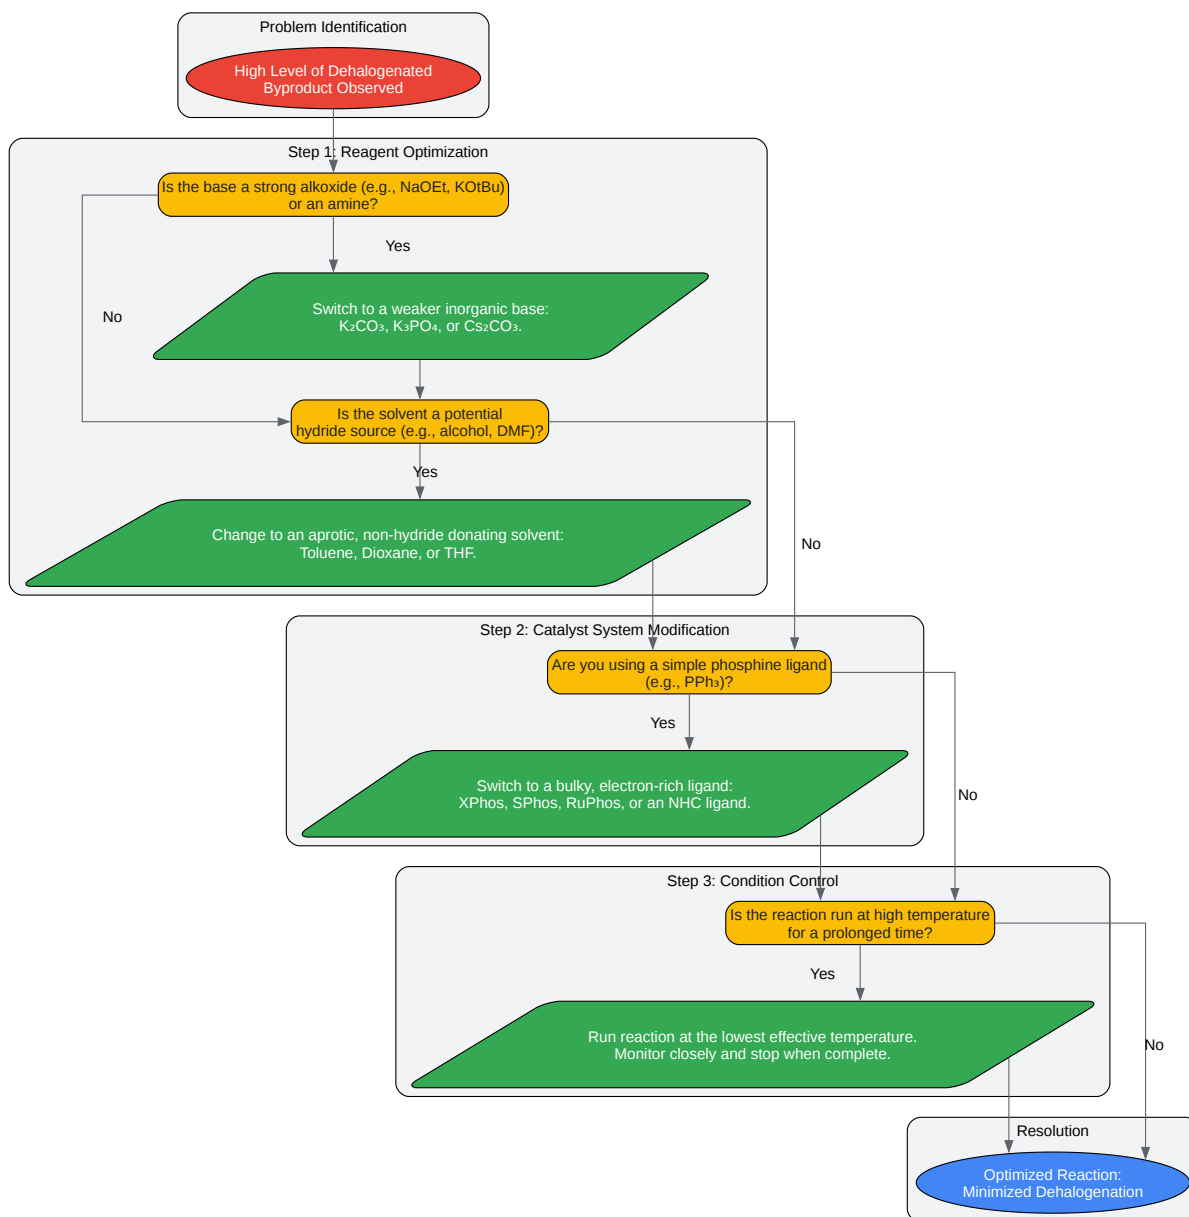 Problem Identification
High Level of Dehalogenated
Byproduct Observed
Step 1: Reagent Optimization
Is the base a strong alkoxide (e.g., NaOEt, KOtBu)
or an amine?
Yes
No
Switch to a weaker inorganic base:
K₂CO₃, K₃PO₄, or Cs₂CO₃.
Is the solvent a potential
hydride source (e.g., alcohol, DMF)?
Yes
Change to an aprotic, non-hydride donating solvent:
Toluene, Dioxane, or THF.
No
Step 2: Catalyst System Modification
Are you using a simple phosphine ligand
(e.g., PPh₃)?
Yes
Switch to a bulky, electron-rich ligand:
XPhos, SPhos, RuPhos, or an NHC ligand.
No
Step 3: Condition Control
Is the reaction run at high temperature
for a prolonged time?
Yes
Run reaction at the lowest effective temperature.
Monitor closely and stop when complete.
No
Resolution
Optimized Reaction:
Minimized Dehalogenation